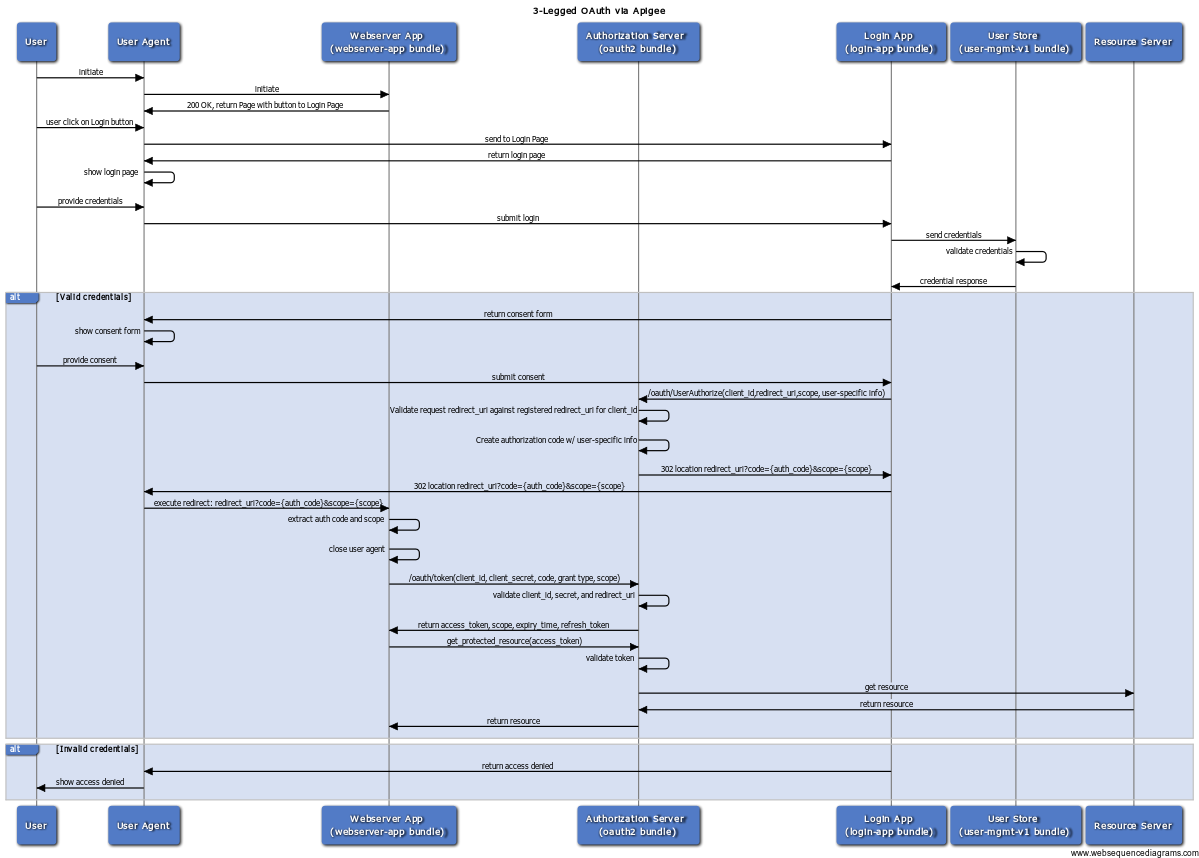 3-Legged OAuth via Apigee
User
User Agent
Webserver App
(webserver-app bundle)
Authorization Server
(oauth2 bundle)
Login App
(login-app bundle)
User Store
(user-mgmt-v1 bundle)
Resource Server
initiate
initiate
200 OK, return Page with button to Login Page
user click on Login button
send to Login Page
return login page
show login page
provide credentials
submit login
send credentials
validate credentials
credential response
alt
[Valid credentials]
return consent form
show consent form
provide consent
submit consent
/oauth/UserAuthorize(client_id,redirect_uri,scope, user-specific info)
Validate request redirect_uri against registered redirect_uri for client_id
Create authorization code w/ user-specific info
302 location redirect_uri?code={auth_code}&scope={scope}
302 location redirect_uri?code={auth_code}&scope={scope}
execute redirect: redirect_uri?code={auth_code}&scope={scope}
extract auth code and scope
close user agent
/oauth/token(client_id, client_secret, code, grant type, scope)
validate client_id, secret, and redirect_uri
return access_token, scope, expiry_time, refresh_token
get_protected_resource(access_token)
validate token
get resource
return resource
return resource
alt
[Invalid credentials]
return access denied
show access denied
User
User Agent
Webserver App
(webserver-app bundle)
Authorization Server
(oauth2 bundle)
Login App
(login-app bundle)
User Store
(user-mgmt-v1 bundle)
Resource Server
www.websequencediagrams.com